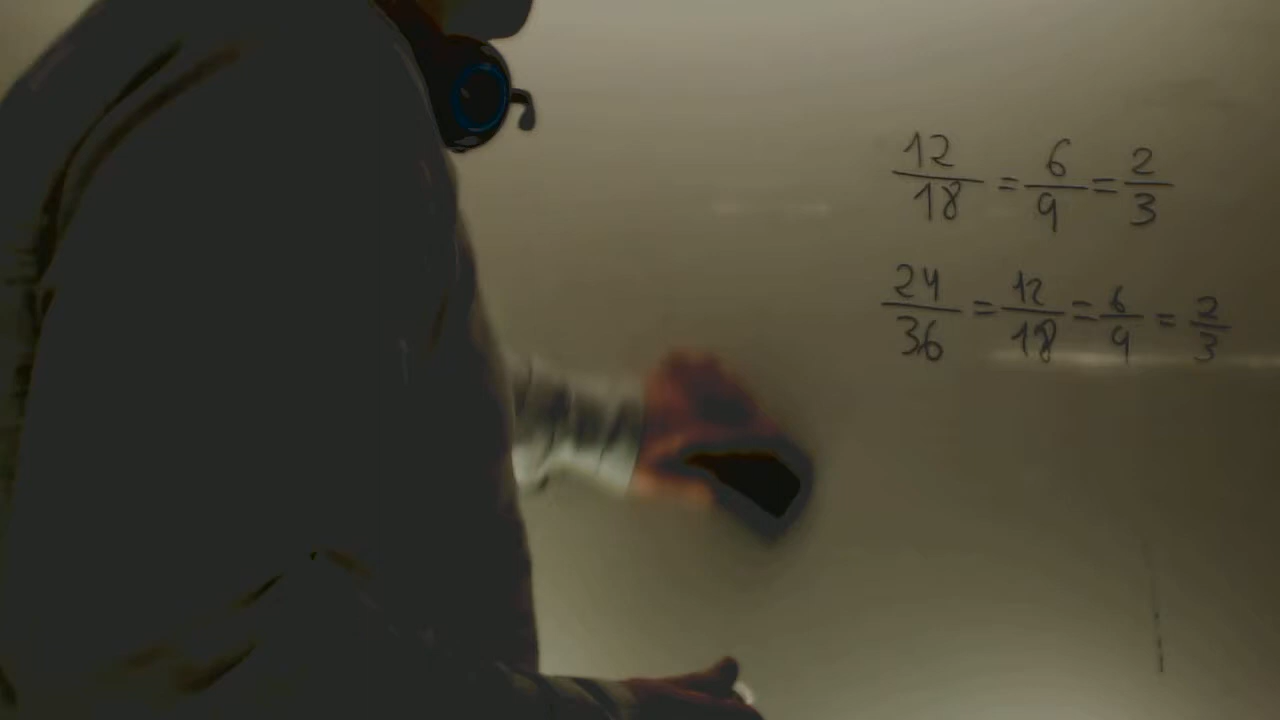 12/18 = 6/9 = 2/3
24/36 = 12/18 = 6/9 = 2/3